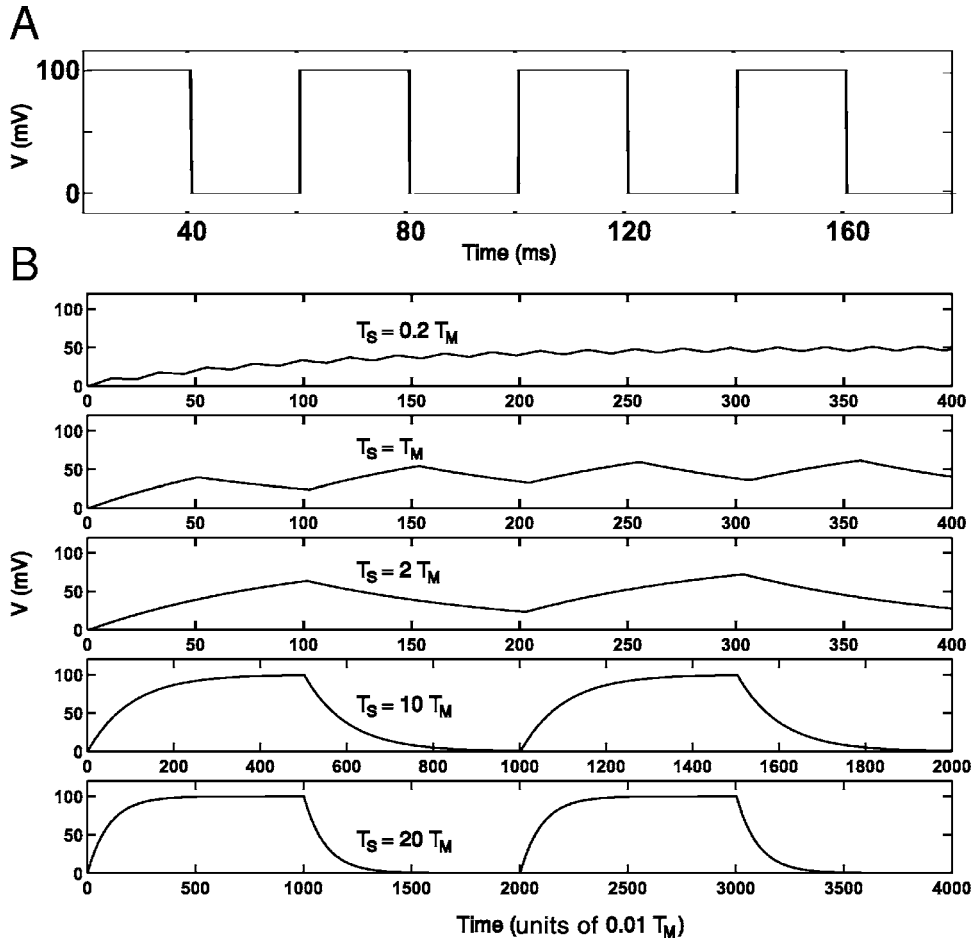 A
V (mV)
100
0
40 80 120 160
Time (ms)
B
V (mV)
100
50
0
T_S = 0.2 T_M
0 50 100 150 200 250 300 350 400
100
50
0
T_S = T_M
0 50 100 150 200 250 300 350 400
100
50
0
T_S = 2 T_M
0 50 100 150 200 250 300 350 400
100
50
0
T_S = 10 T_M
0 200 400 600 800 1000 1200 1400 1600 1800 2000
100
50
0
T_S = 20 T_M
0 500 1000 1500 2000 2500 3000 3500 4000
Time (units of 0.01 T_M)